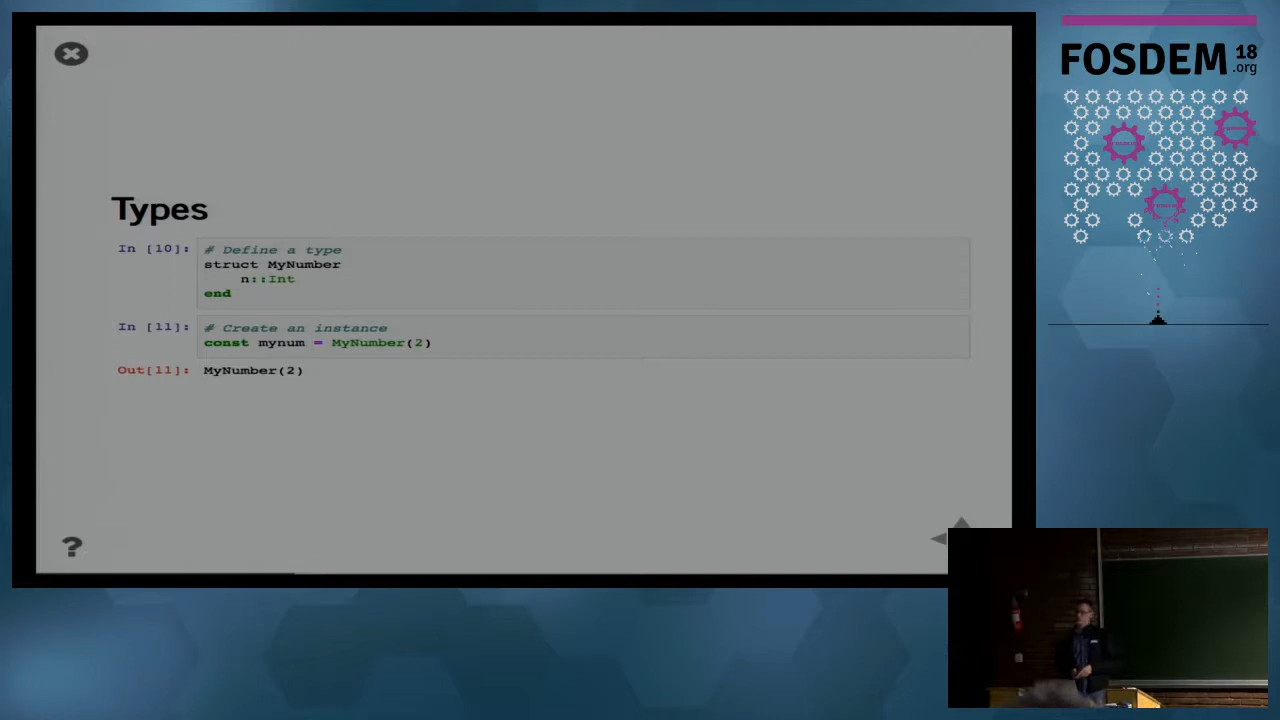 Types
In [10]: # Define a type
struct MyNumber
n::Int
end
In [11]: # Create an instance
const mynum = MyNumber(2)
Out[11]: MyNumber(2)
?
FOSDEM 18
.org